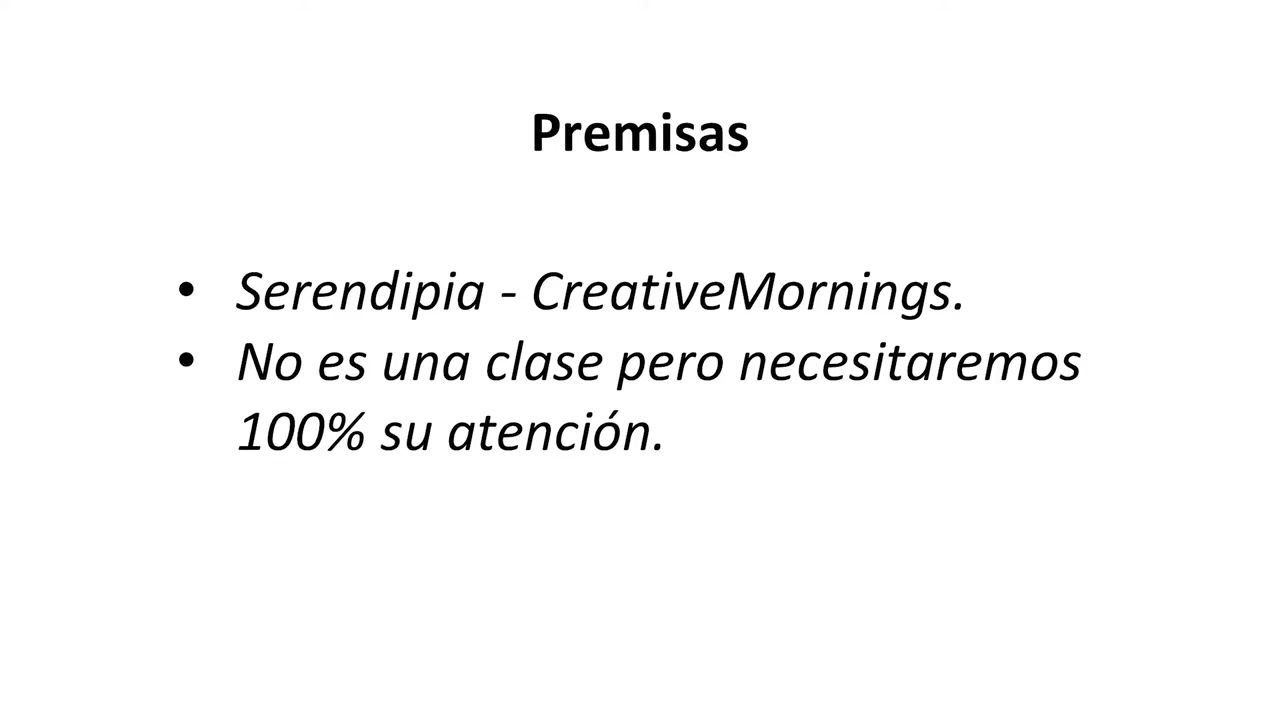 Premisas
• Serendipia - CreativeMornings.
• No es una clase pero necesitaremos
100% su atención.